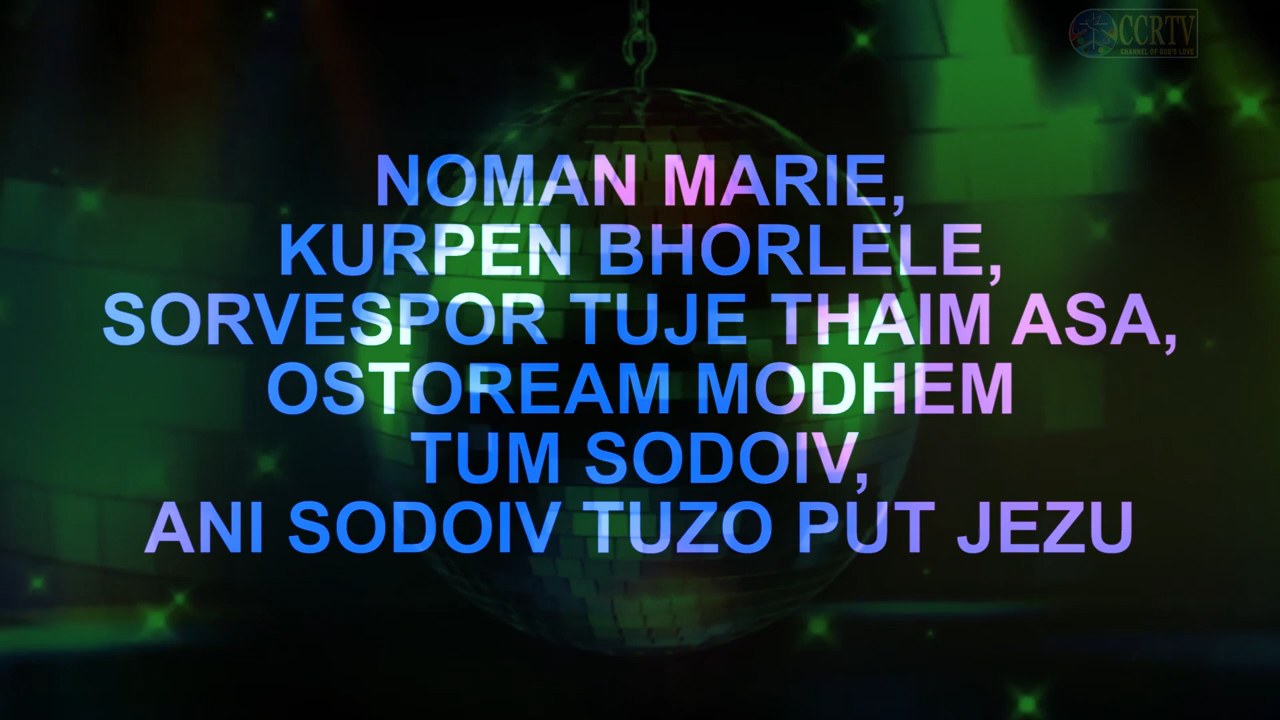 CCRTV
CHANNEL OF GOD'S LOVE
NOMAN MARIE,
KURPEN BHORLELE,
SORVESPOR TUJE THAIM ASA,
OSTOREAM MODHEM
TUM SODOIV,
ANI SODOIV TUZO PUT JEZU